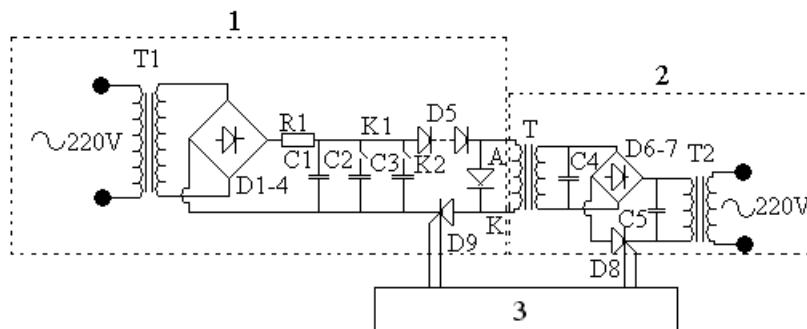 1
2
T1
220V
R1
C1
C2
K1
C3
K2
D5
A
T
C4
D6-7
T2
220V
D1-4
D9
K
C5
D8
3